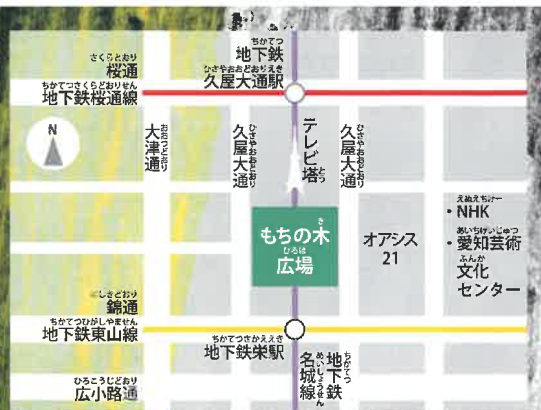 さくらどおり
桜通
ちかてつさくらどおりせん
地下鉄桜通線
ちかてつ
地下鉄
ひさやおおどおりえき
久屋大通駅
N
おおつどおり
大津通
ひさやおおどおり
久屋大通
テレビ塔
とう
ひさやおおどおり
久屋大通
もちの木
き
ひろば
広場
オアシス
21
えぬえちけー
・NHK
あいちげいじゅつ
・愛知芸術
ぶんか
文化
センター
にしきどおり
錦通
ちかてつひがしやません
地下鉄東山線
ちかてつさかええき
地下鉄栄駅
ちかてつ
地下鉄
めいじょうせん
名城線
ひろこうじどおり
広小路通